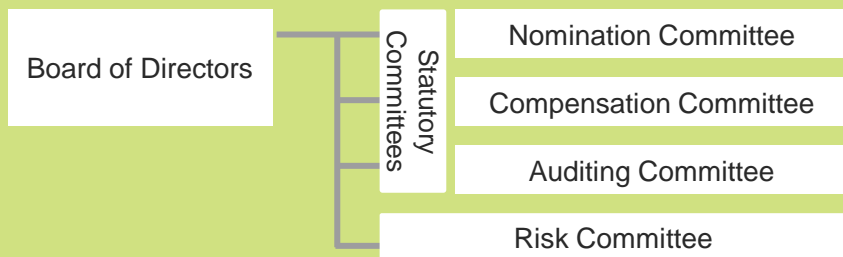 Board of Directors
Statutory
Committees
Nomination Committee
Compensation Committee
Auditing Committee
Risk Committee